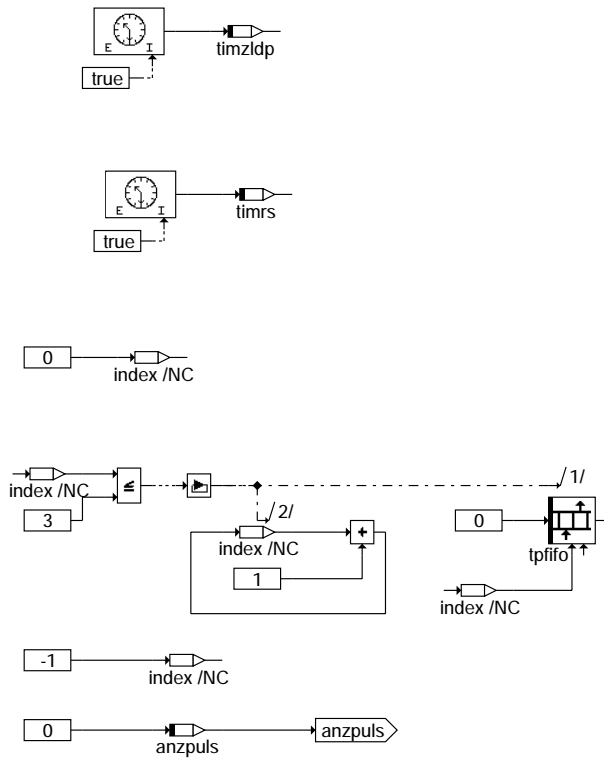 E I
timzldp
true
E I
timrs
true
0
index /NC
index /NC
≤
/1/
3
/2/
index /NC
+
0
tpfifo
1
index /NC
-1
index /NC
0
anzpuls
anzpuls